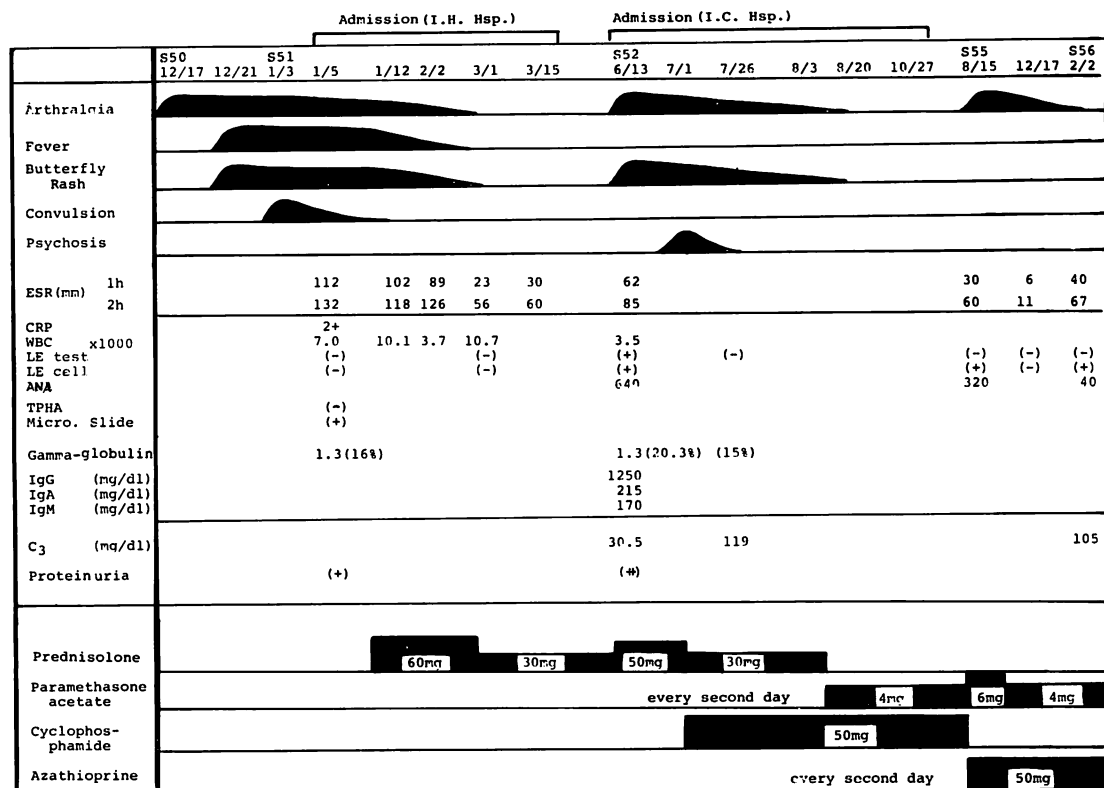 Admission (I.H. Hsp.) Admission (I.C. Hsp.)
S50 S51 S52 S55 S56
12/17 12/21 1/3 1/5 1/12 2/2 3/1 3/15 6/13 7/1 7/26 8/3 8/20 10/27 8/15 12/17 2/2
Arthralgia
Fever
Butterfly
Rash
Convulsion
Psychosis
ESR(mm) 1h 112 102 89 23 30 62 30 6 40
2h 132 118 126 56 60 85 60 11 67
CRP 2+
WBC x1000 7.0 10.1 3.7 10.7 3.5
LE test (-) (-) (+) (-) (-) (-) (-)
LE cell (-) (-) (+) (+) (-) (+)
ANA 640 320 40
TPHA (-)
Micro. Slide (+)
Gamma-globulin 1.3(16%) 1.3(20.3%) (15%)
IgG (mg/dl) 1250
IgA (mg/dl) 215
IgM (mg/dl) 170
C3 (mg/dl) 30.5 119 105
Proteinuria (+) (#)
Prednisolone 60mg 30mg 50mg 30mg
Paramethasone
acetate every second day 4mg 6mg 4mg
Cyclophos-
phamide 50mg
Azathioprine every second day 50mg